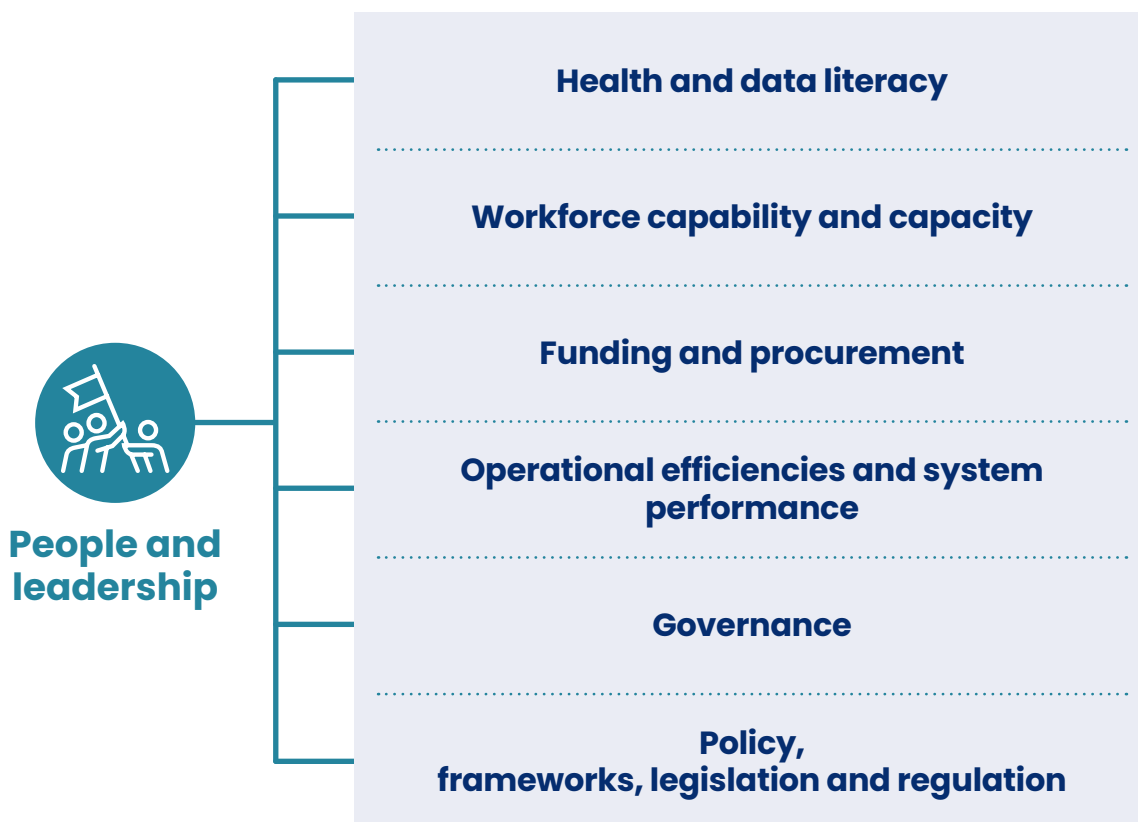 People and
leadership
Health and data literacy
Workforce capability and capacity
Funding and procurement
Operational efficiencies and system
performance
Governance
Policy,
frameworks, legislation and regulation